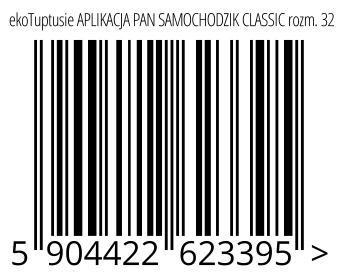 ekoTuptusie APLIKACJA PAN SAMOCHODZIK CLASSIC rozm. 32
5 904422 623395 >